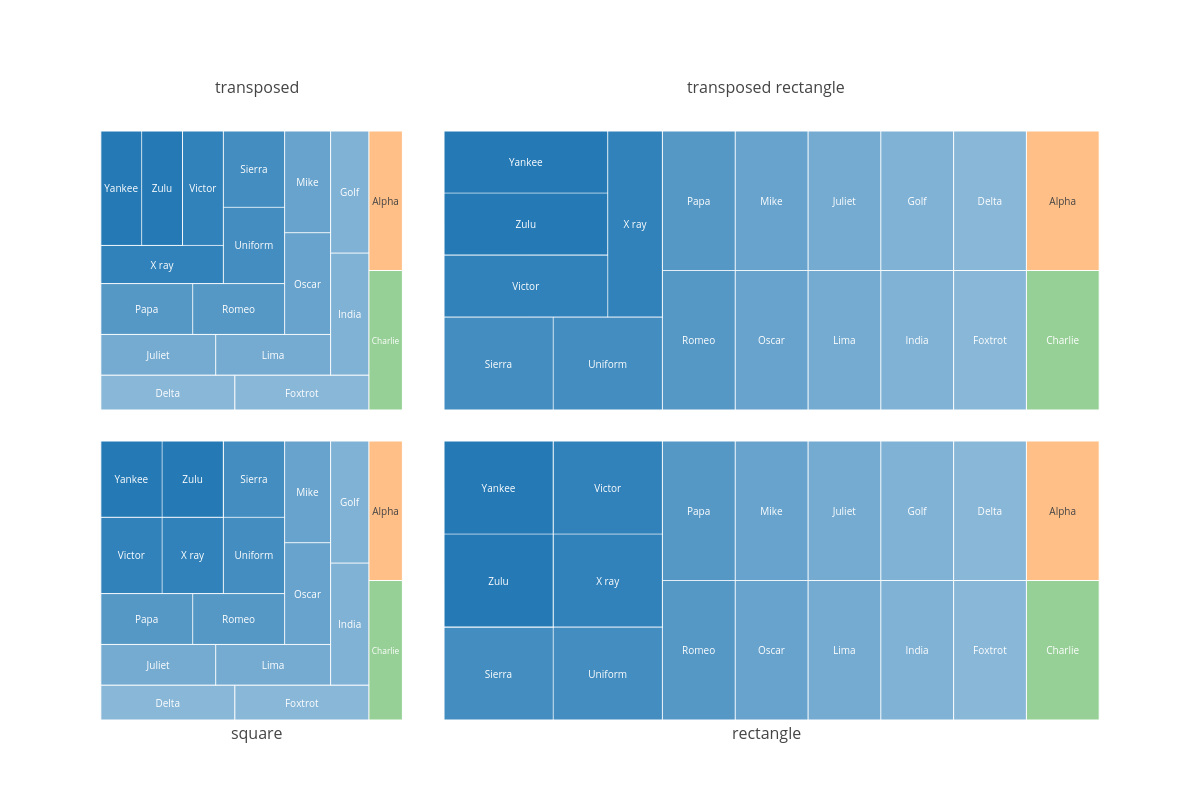 transposed
transposed rectangle
Yankee
Zulu
Victor
Sierra
Mike
Golf
Alpha
Uniform
X ray
Oscar
India
Papa
Romeo
Juliet
Lima
Charlie
Delta
Foxtrot
Yankee
Zulu
Victor
X ray
Sierra
Uniform
Papa
Mike
Juliet
Golf
Delta
Alpha
Romeo
Oscar
Lima
India
Foxtrot
Charlie
Yankee
Zulu
Sierra
Mike
Golf
Alpha
Victor
X ray
Uniform
Oscar
India
Papa
Romeo
Juliet
Lima
Charlie
Delta
Foxtrot
Yankee
Victor
Zulu
X ray
Sierra
Uniform
Papa
Mike
Juliet
Golf
Delta
Alpha
Romeo
Oscar
Lima
India
Foxtrot
Charlie
square
rectangle